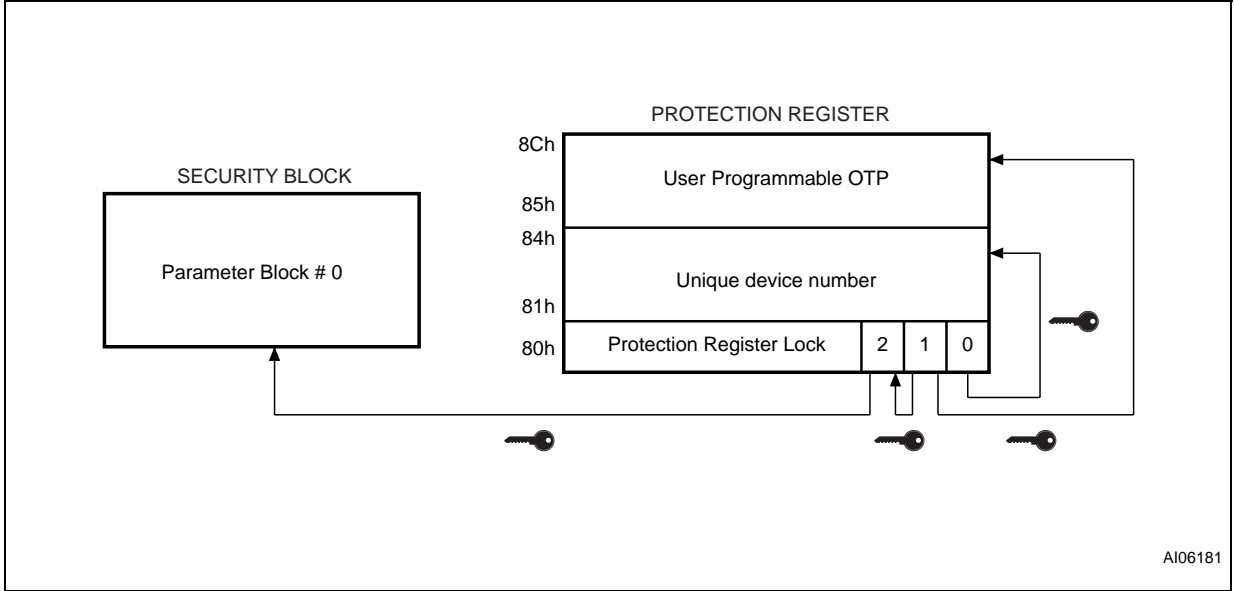 PROTECTION REGISTER
8Ch
User Programmable OTP
SECURITY BLOCK
85h
84h
Parameter Block # 0
Unique device number
81h
80h
Protection Register Lock 2 1 0
AI06181